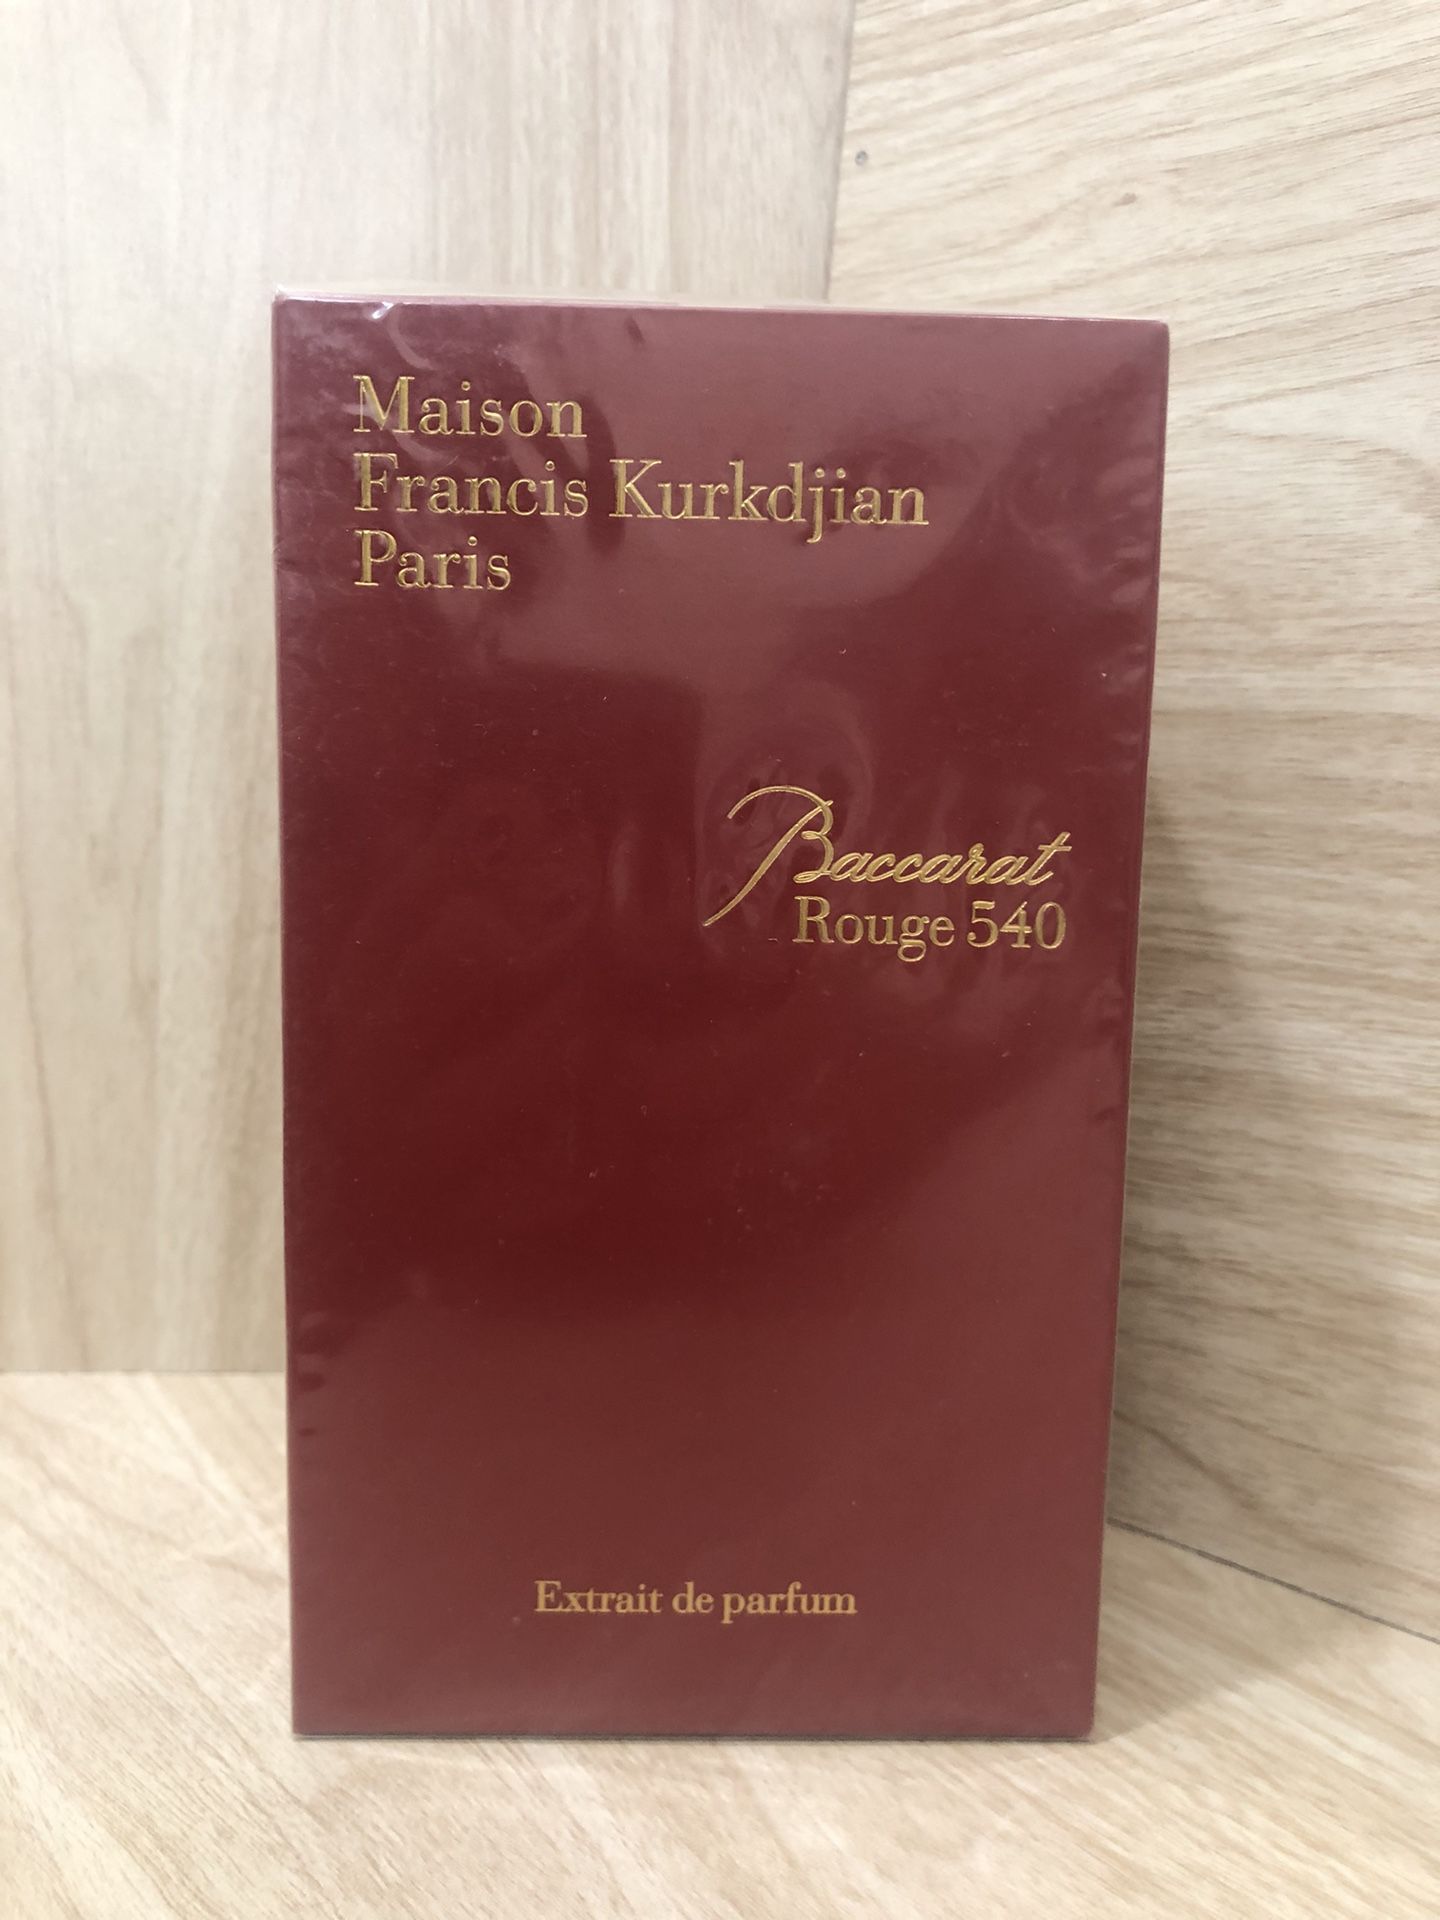 Maison
Francis Kurkdjian
Paris
Baccarat
Rouge 540
Extrait de parfum